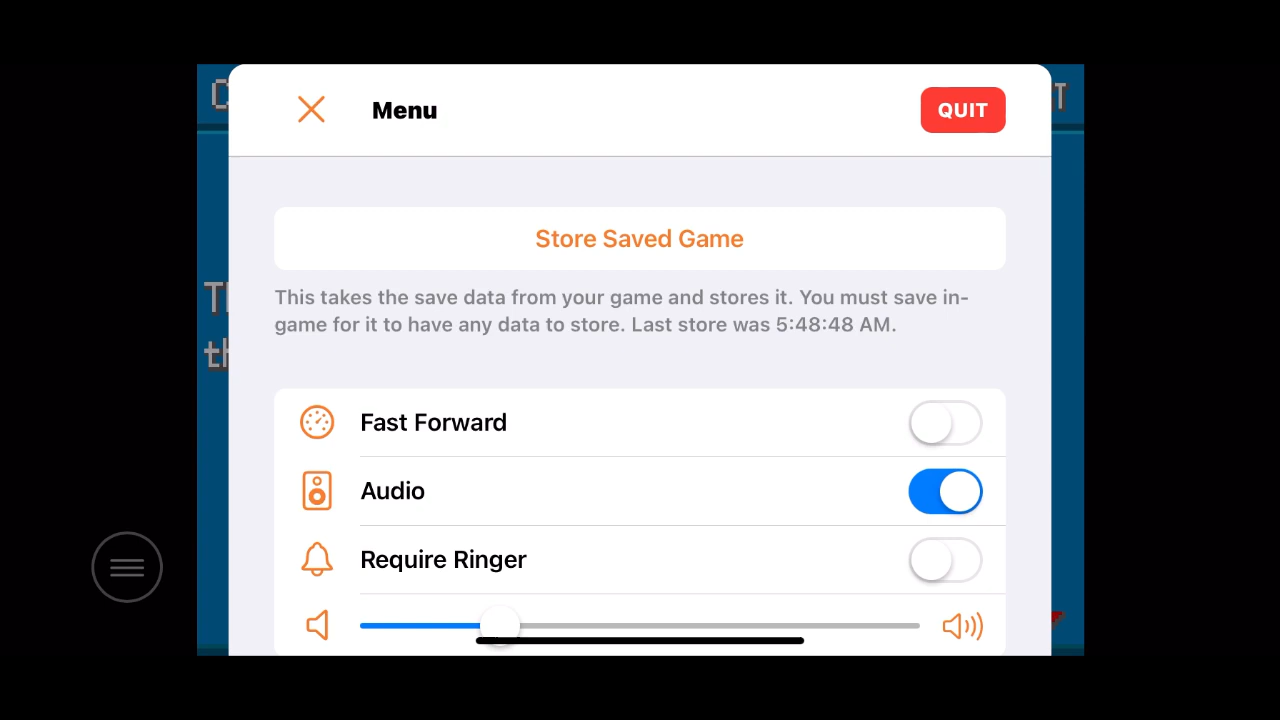 Menu
QUIT
Store Saved Game
This takes the save data from your game and stores it. You must save in-
game for it to have any data to store. Last store was 5:48:48 AM.
Fast Forward
Audio
Require Ringer